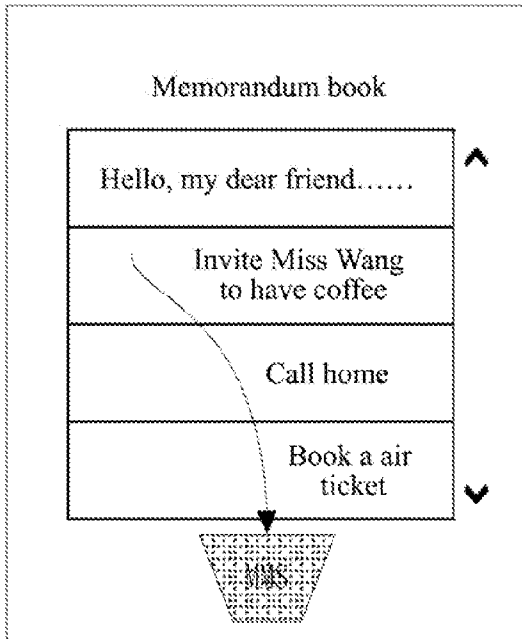 Memorandum book
Hello, my dear friend......
Invite Miss Wang
to have coffee
Call home
Book a air
ticket